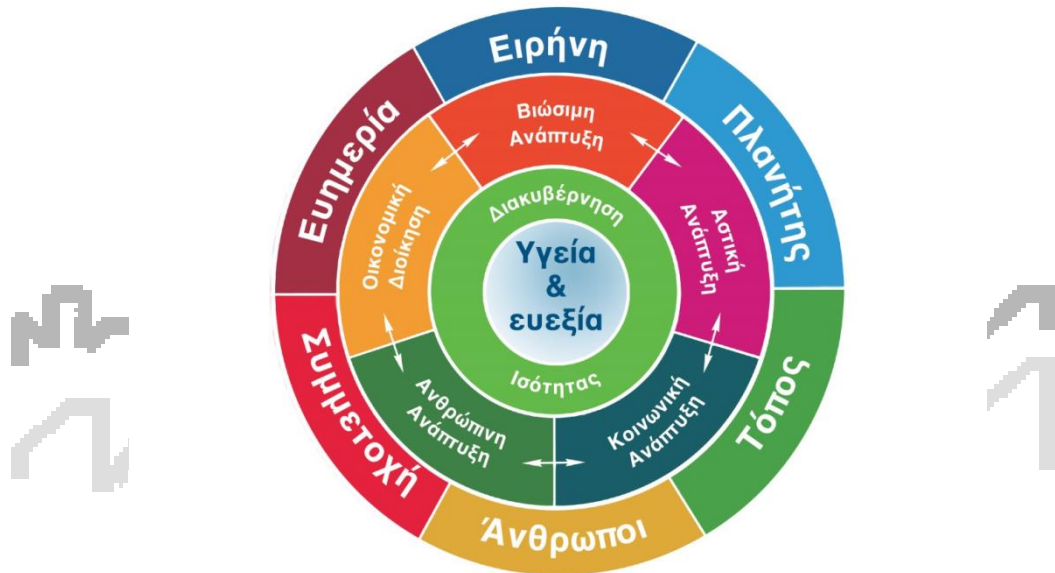 Ειρήνη
Πλανήτης
Τόπος
Άνθρωποι
Συμμετοχή
Ευημερία
Βιώσιμη
Ανάπτυξη
Αστική
Ανάπτυξη
Κοινωνική
Ανάπτυξη
Ανθρώπινη
Ανάπτυξη
Οικονομική
Διοίκηση
Διακυβέρνηση
Υγεία
&
ευεξία
Ισότητας